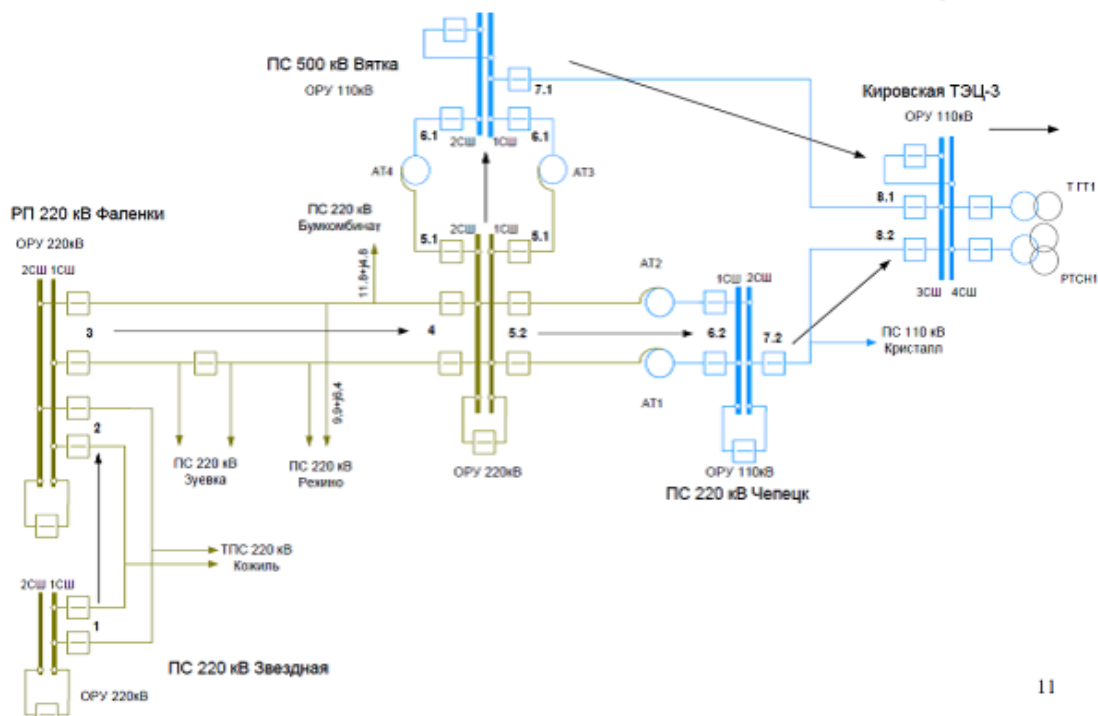 ПС 500 кВ Вятка
ОРУ 110кВ
7.1
Кировская ТЭЦ-3
ОРУ 110кВ
6.1
2СШ
1СШ
6.1
АТ4
АТ3
Т ГТ1
8.1
ПС 220 кВ
Бумкомбинат
РП 220 кВ Фаленки
ОРУ 220кВ
5.1
2СШ
1СШ
5.1
8.2
РТСН1
2СШ 1СШ
11.8+j4.8
АТ2
1СШ
2СШ
3СШ
4СШ
3
4
5.2
6.2
7.2
ПС 110 кВ
Кристалл
9,9+j6,4
АТ1
2
ПС 220 кВ
Зуевка
ПС 220 кВ
Рехино
ОРУ 220кВ
ОРУ 110кВ
ПС 220 кВ Чепецк
ТПС 220 кВ
Кожиль
2СШ 1СШ
1
ПС 220 кВ Звездная
ОРУ 220кВ
11